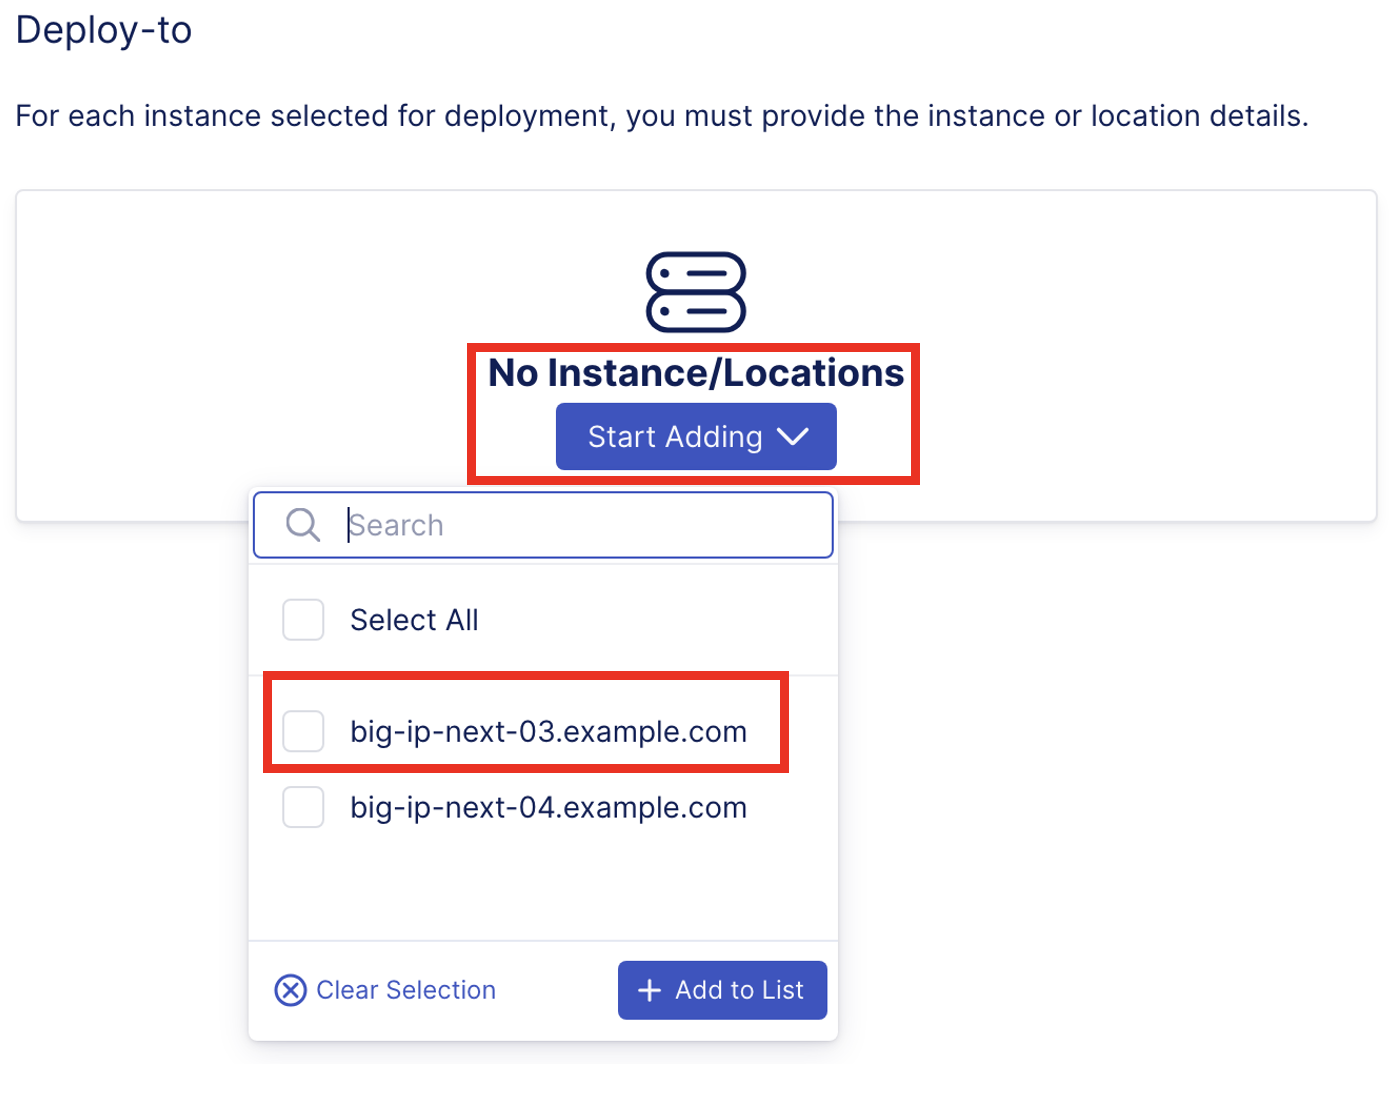 Deploy-to
For each instance selected for deployment, you must provide the instance or location details.
No Instance/Locations
Start Adding
Search
Select All
big-ip-next-03.example.com
big-ip-next-04.example.com
Clear Selection
Add to List